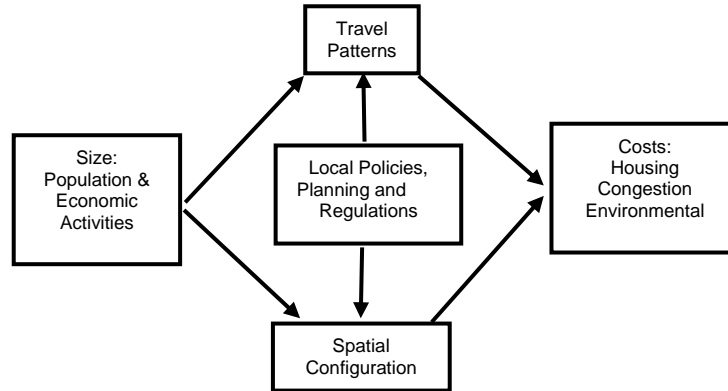 Travel
Patterns
Size:
Population &
Economic
Activities
Local Policies,
Planning and
Regulations
Costs:
Housing
Congestion
Environmental
Spatial
Configuration